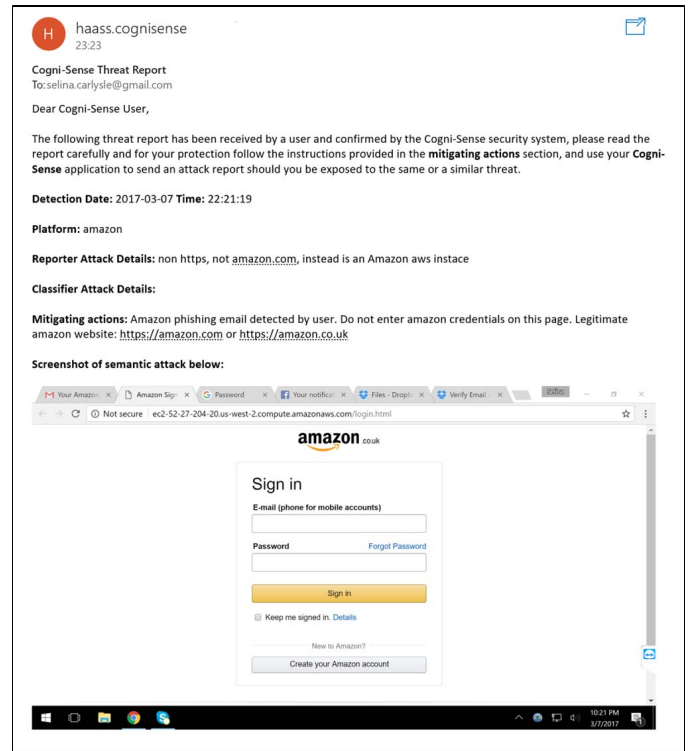 H
haass.cognisense
23:23
Cogni-Sense Threat Report
To: selina.carlysle@gmail.com
Dear Cogni-Sense User,
The following threat report has been received by a user and confirmed by the Cogni-Sense security system, please read the
report carefully and for your protection follow the instructions provided in the mitigating actions section, and use your Cogni-
Sense application to send an attack report should you be exposed to the same or a similar threat.
Detection Date: 2017-03-07 Time: 22:21:19
Platform: amazon
Reporter Attack Details: non https, not amazon.com, instead is an Amazon aws instace
Classifier Attack Details:
Mitigating actions: Amazon phishing email detected by user. Do not enter amazon credentials on this page. Legitimate
amazon website: https://amazon.com or https://amazon.co.uk
Screenshot of semantic attack below:
Your Amazon Amazon Sign Password Your notificat Files - Dropb Verify Email
Not secure ec2-52-27-204-20.us-west-2.compute.amazonaws.com/login.html
amazon.co.uk
Sign in
E-mail (phone for mobile accounts)
Password Forgot Password
Sign in
Keep me signed in. Details
New to Amazon?
Create your Amazon account
10:21 PM
3/7/2017